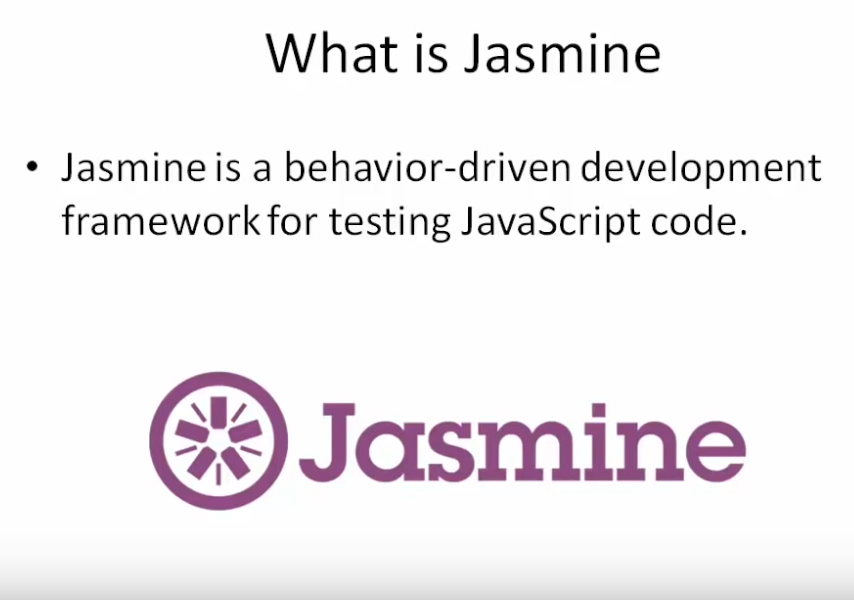 What is Jasmine
• Jasmine is a behavior-driven development
framework for testing JavaScript code.
Jasmine